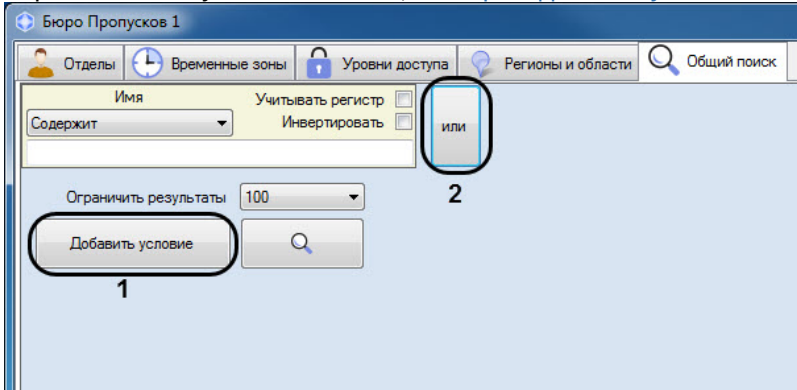 Бюро Пропусков 1
Отделы Временные зоны Уровни доступа Регионы и области Общий поиск
Имя Учитывать регистр
Содержит Инвертировать
или
Ограничить результаты 100 2
Добавить условие
1